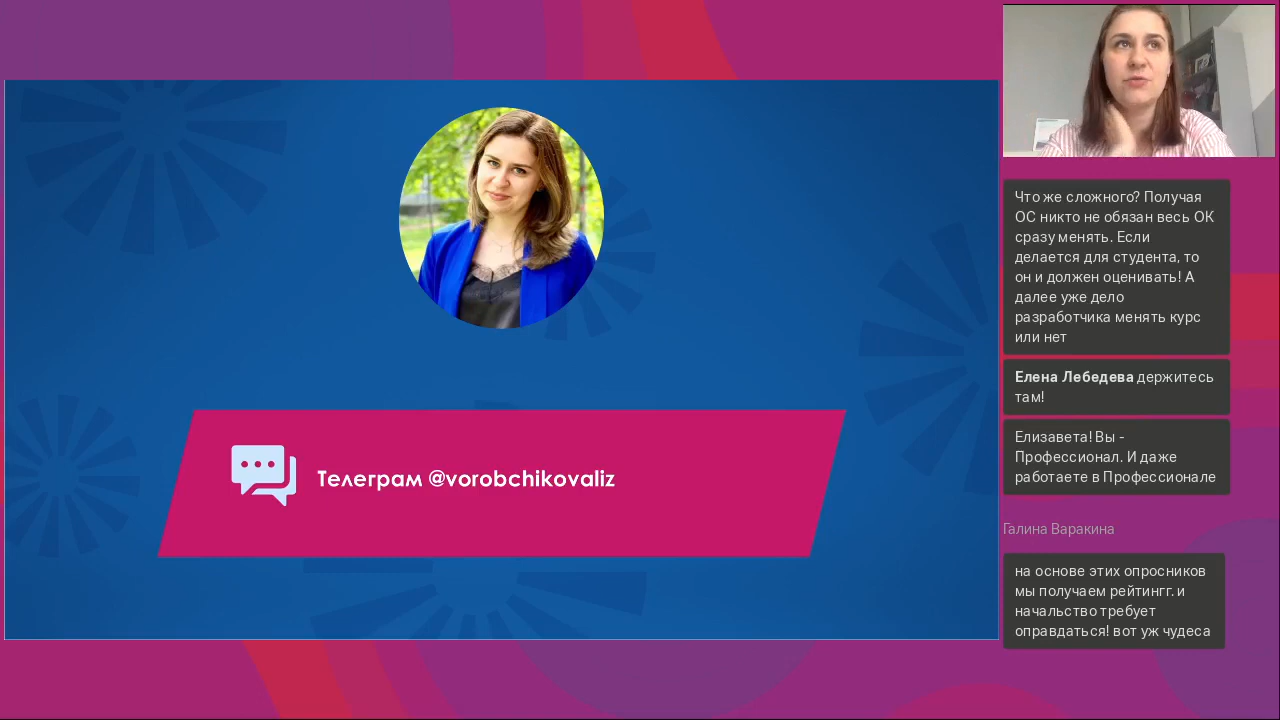 Телеграм @vorobchikovaliz
Что же сложного? Получая
ОС никто не обязан весь ОК
сразу менять. Если
делается для студента, то
он и должен оценивать! А
далее уже дело
разработчика менять курс
или нет
Елена Лебедева держитесь
там!
Елизавета! Вы -
Профессионал. И даже
работаете в Профессионале
Галина Варакина
на основе этих опросников
мы получаем рейтингг. и
начальство требует
оправдаться! вот уж чудеса